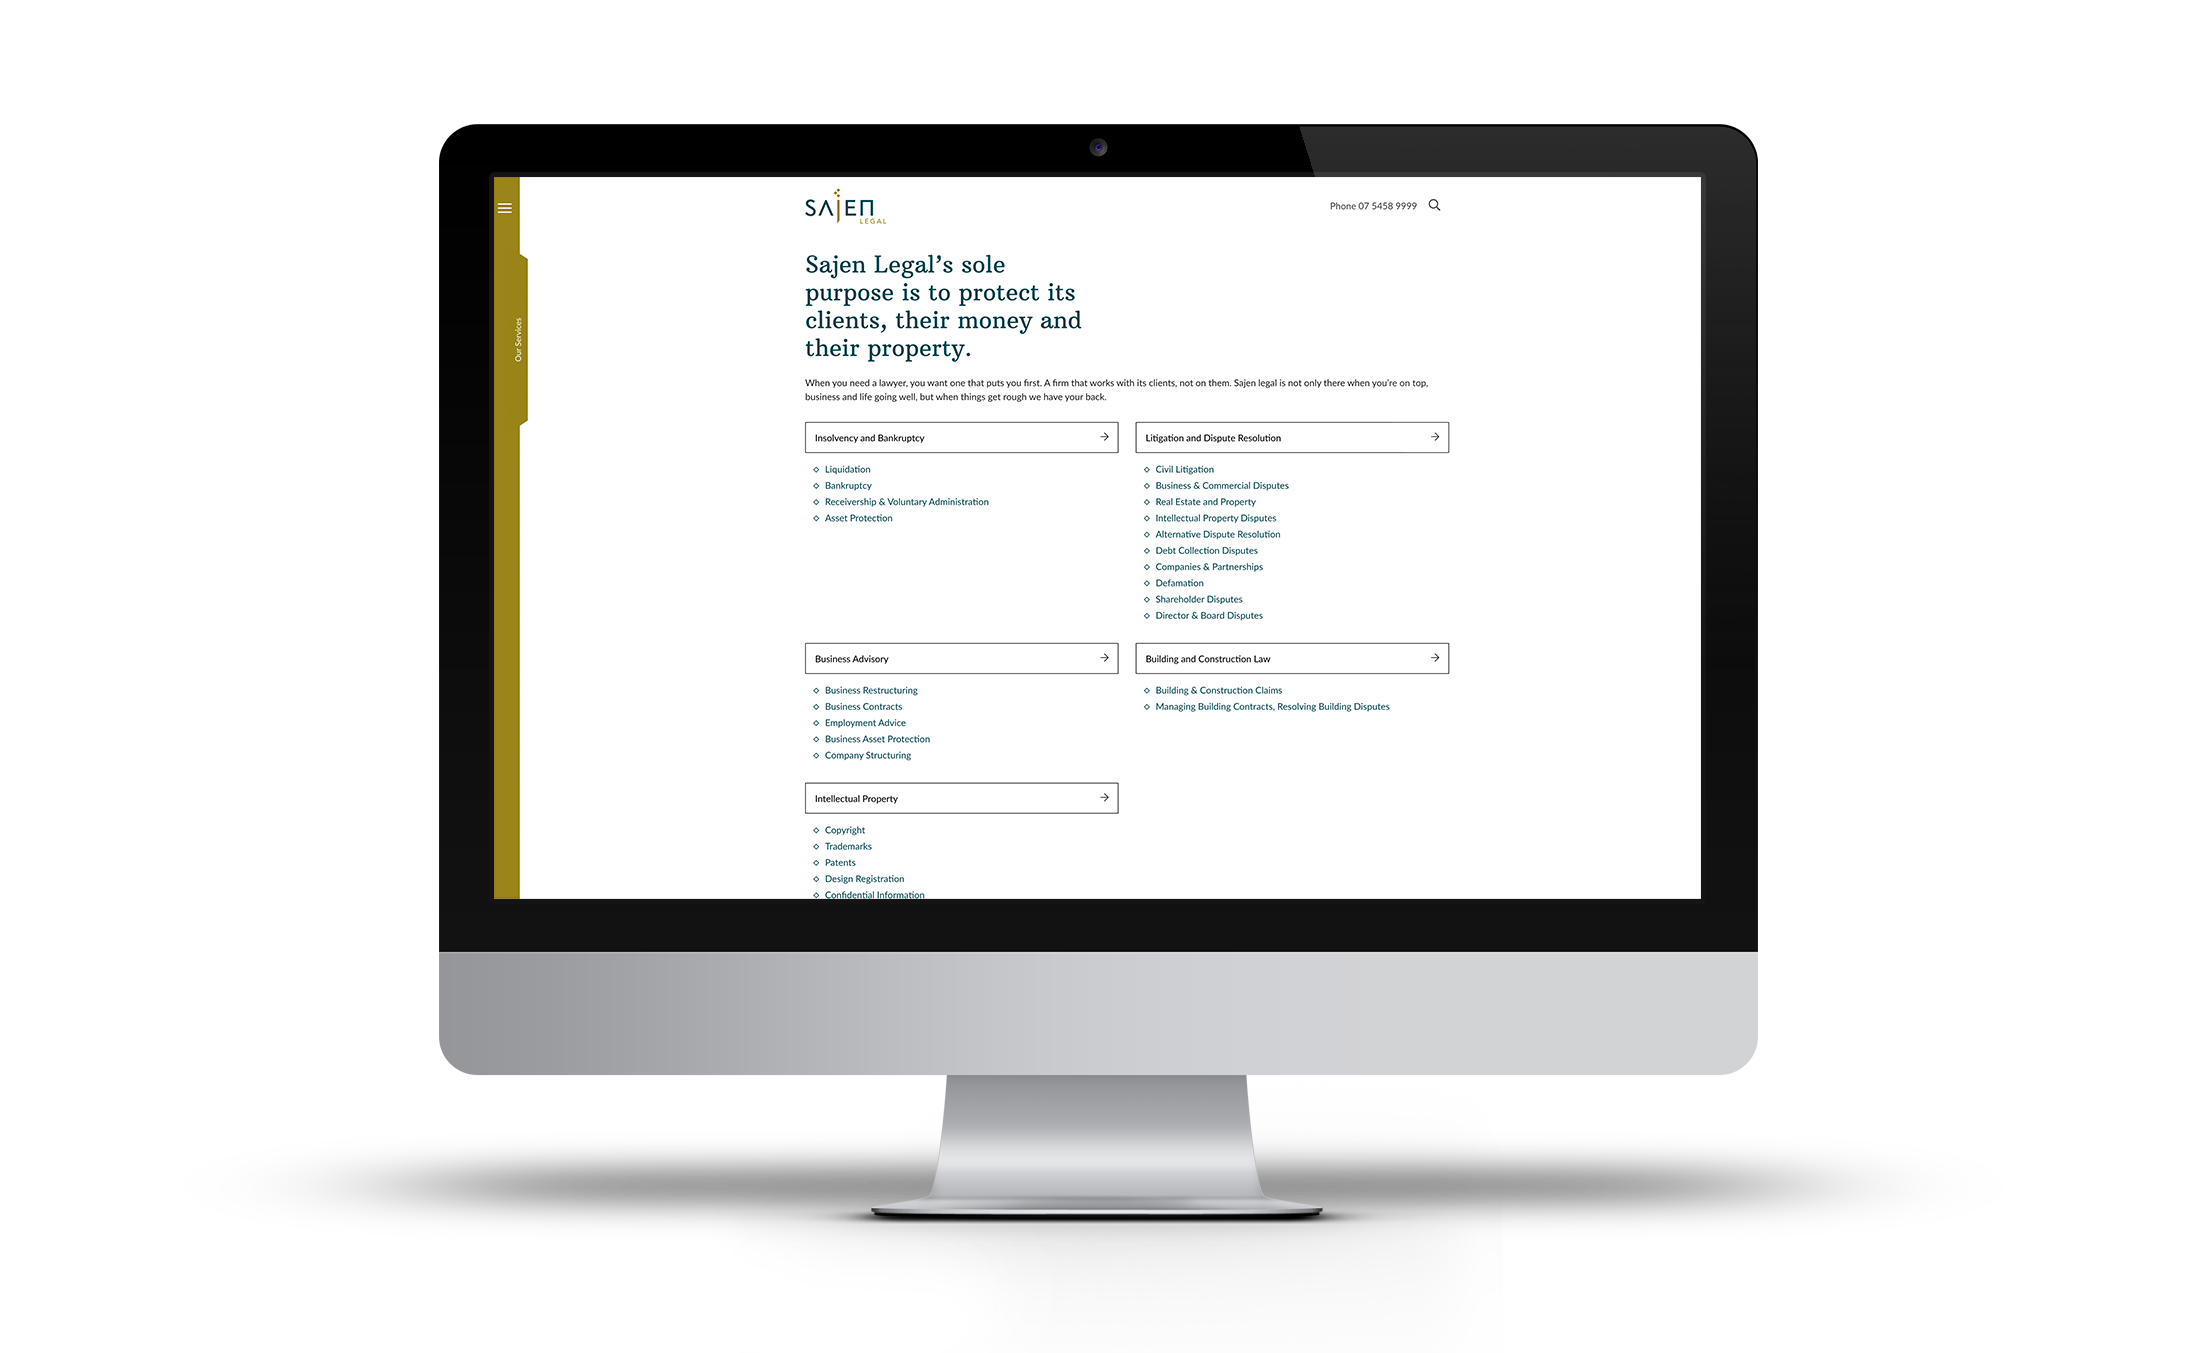 SAJEN
LEGAL
Phone 07 5458 9999
Our Services
Sajen Legal’s sole
purpose is to protect its
clients, their money and
their property.
When you need a lawyer, you want one that puts you first. A firm that works with its clients, not on them. Sajen legal is not only there when you’re on top,
business and life going well, but when things get rough we have your back.
Insolvency and Bankruptcy
Liquidation
Bankruptcy
Receivership & Voluntary Administration
Asset Protection
Litigation and Dispute Resolution
Civil Litigation
Business & Commercial Disputes
Real Estate and Property
Intellectual Property Disputes
Alternative Dispute Resolution
Debt Collection Disputes
Companies & Partnerships
Defamation
Shareholder Disputes
Director & Board Disputes
Business Advisory
Business Restructuring
Business Contracts
Employment Advice
Business Asset Protection
Company Structuring
Building and Construction Law
Building & Construction Claims
Managing Building Contracts, Resolving Building Disputes
Intellectual Property
Copyright
Trademarks
Patents
Design Registration
Confidential Information